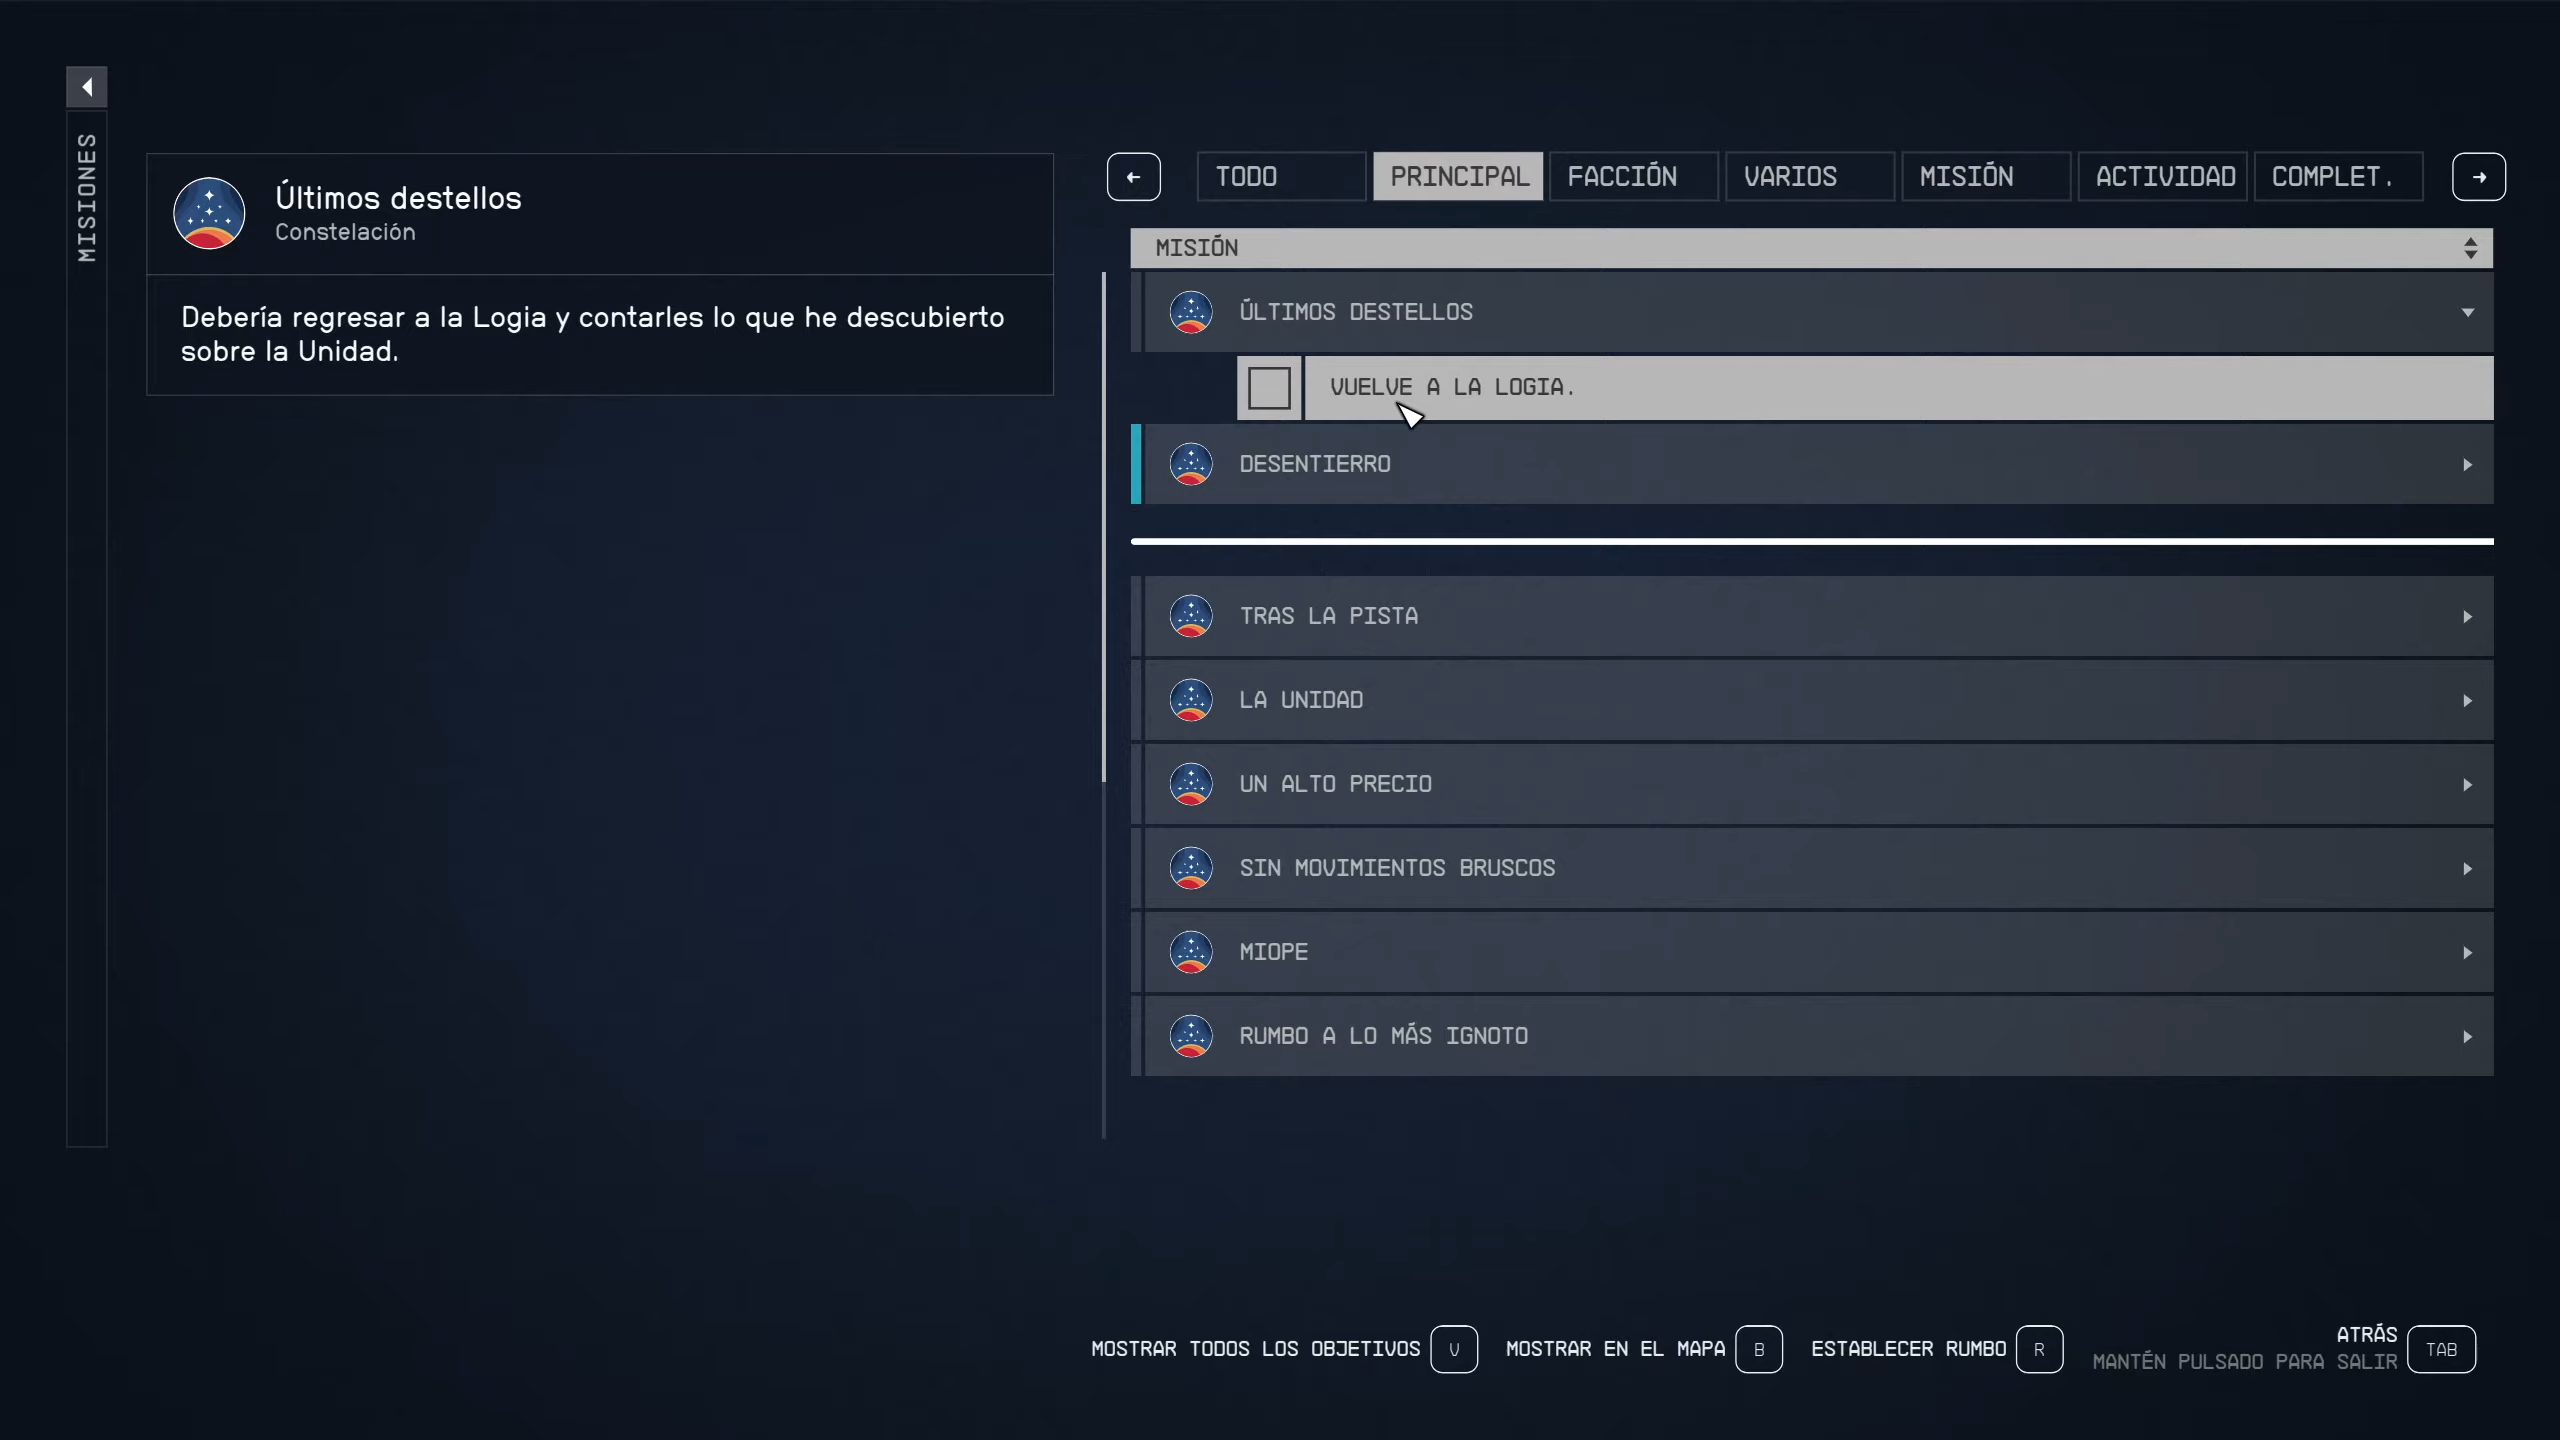 MISIONES
Últimos destellos
Constelación
Debería regresar a la Logia y contarles lo que he descubierto
sobre la Unidad.
TODO
PRINCIPAL
FACCIÓN
VARIOS
MISIÓN
ACTIVIDAD
COMPLET.
MISIÓN
ÚLTIMOS DESTELLOS
VUELVE A LA LOGIA.
DESENTIERRO
TRAS LA PISTA
LA UNIDAD
UN ALTO PRECIO
SIN MOVIMIENTOS BRUSCOS
MIOPE
RUMBO A LO MÁS IGNOTO
MOSTRAR TODOS LOS OBJETIVOS V
MOSTRAR EN EL MAPA B
ESTABLECER RUMBO R
ATRÁS
MANTÉN PULSADO PARA SALIR TAB